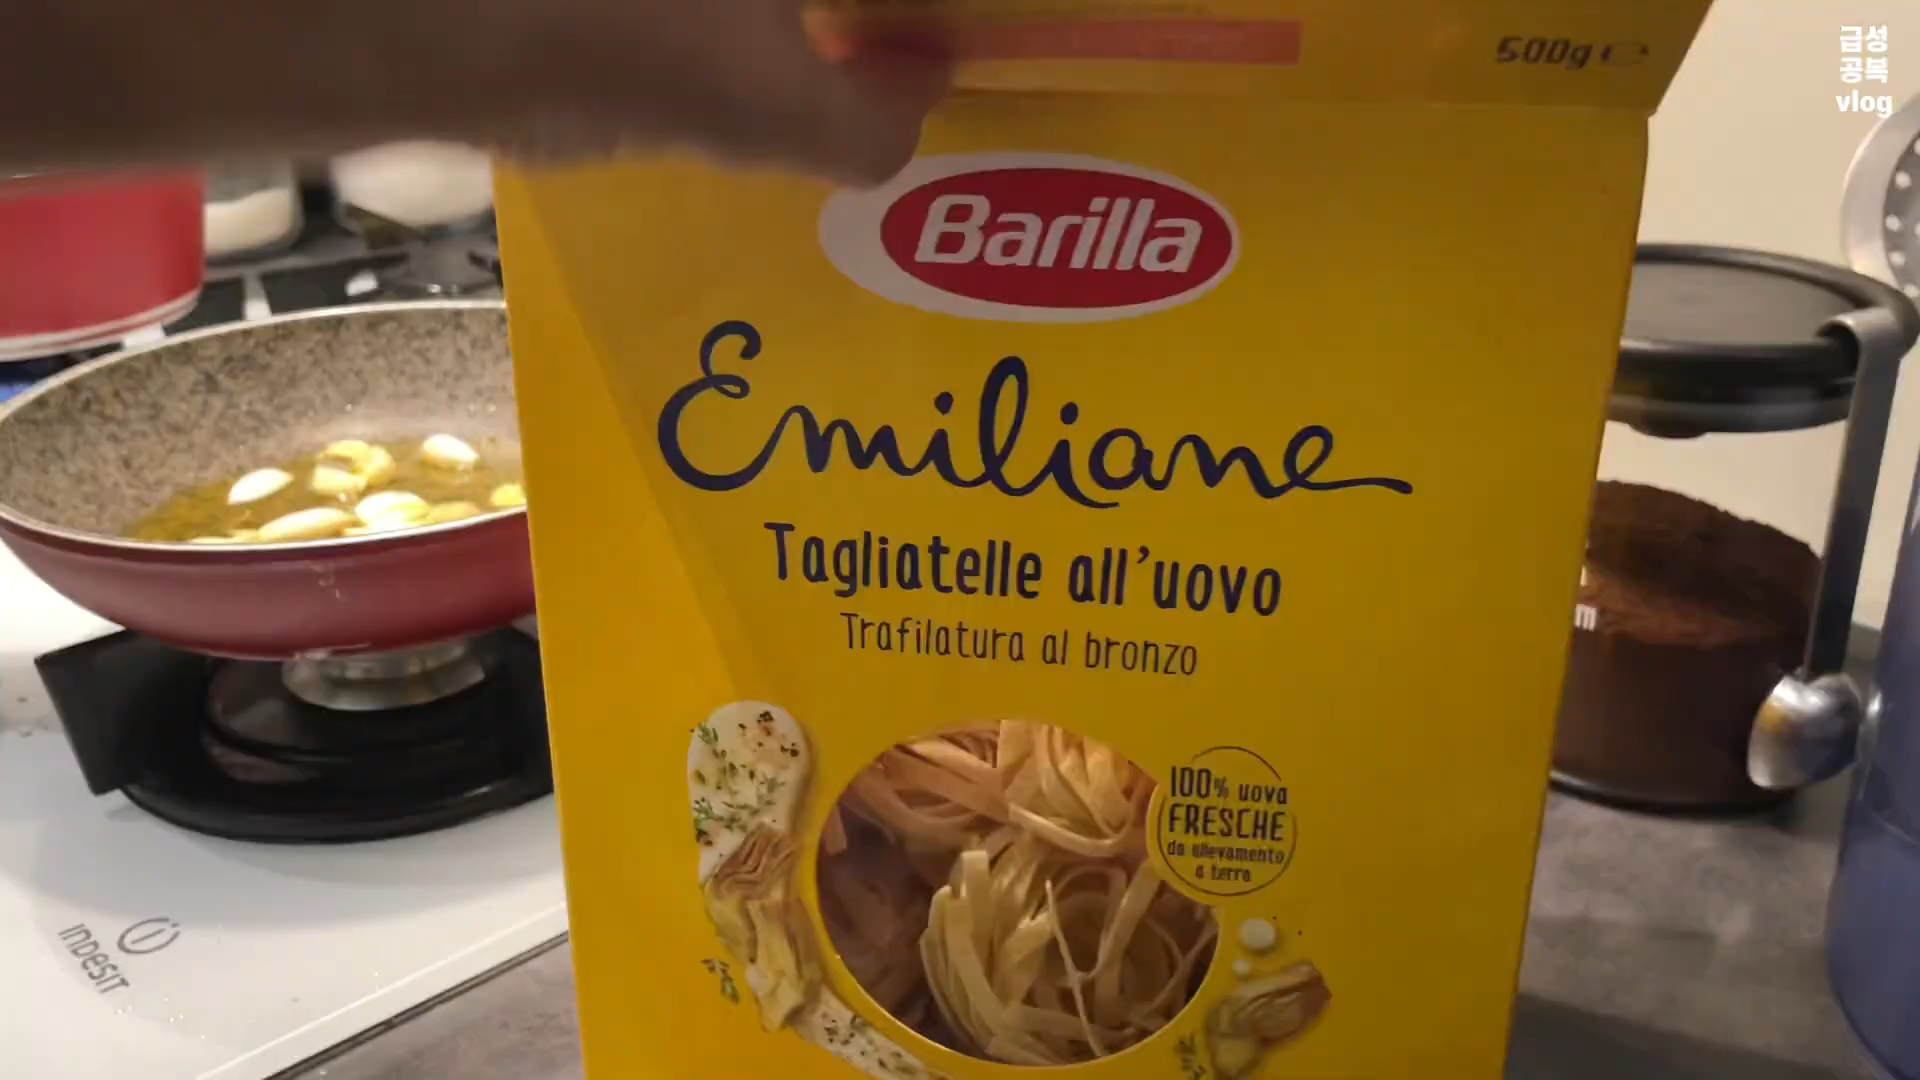 급성
공복
vlog
500g ℮
Barilla
Emiliane
Tagliatelle all'uovo
Trafilatura al bronzo
100% uova
FRESCHE
da allevamento
a terra
INDESIT
m